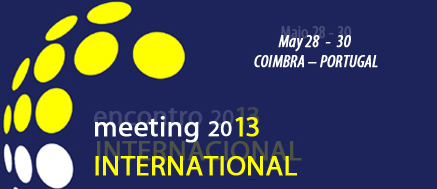 Maio 28 - 30
May 28 - 30
COIMBRA – PORTUGAL
encontro 2013
meeting 2013
INTERNACIONAL
INTERNATIONAL